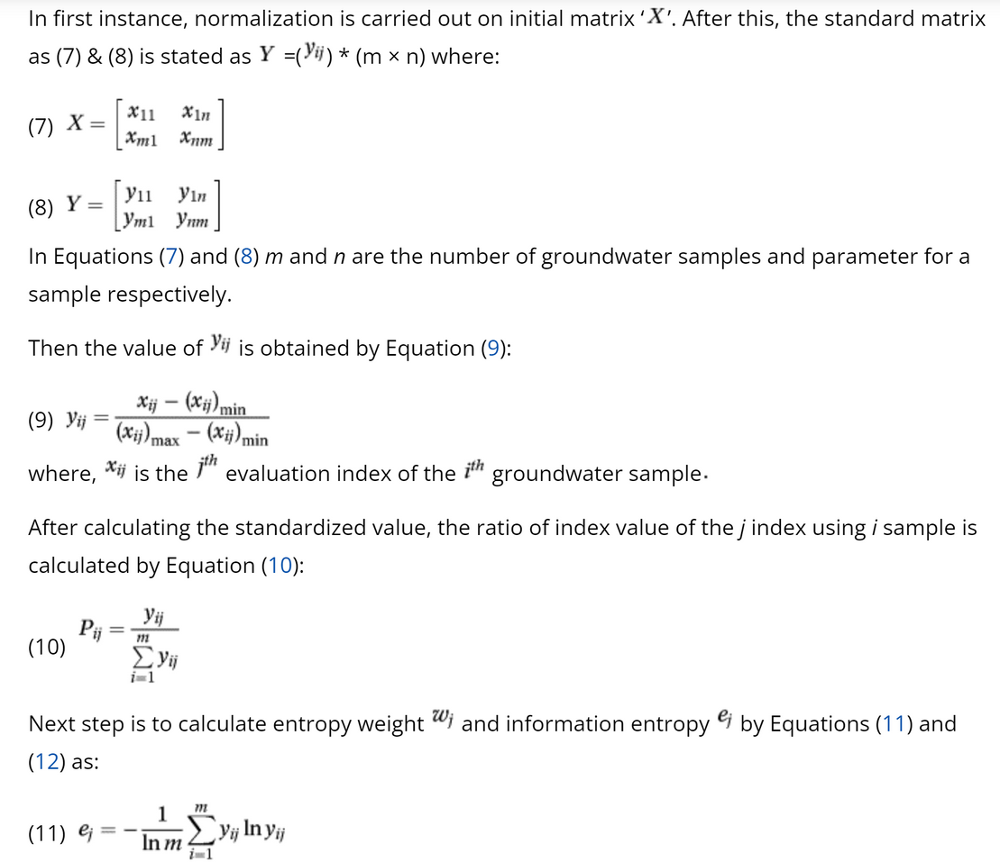 In first instance, normalization is carried out on initial matrix ‘X’. After this, the standard matrix
as (7) & (8) is stated as Y =(y_{ij}) * (m × n) where:
(7) X = [ x_{11} x_{1n}
x_{m1} x_{nm} ]
(8) Y = [ y_{11} y_{1n}
y_{m1} y_{nm} ]
In Equations (7) and (8) m and n are the number of groundwater samples and parameter for a
sample respectively.
Then the value of y_{ij} is obtained by Equation (9):
(9) y_{ij} = \frac{x_{ij} − (x_{ij})_{min}}{(x_{ij})_{max} − (x_{ij})_{min}}
where, x_{ij} is the j^{th} evaluation index of the i^{th} groundwater sample.
After calculating the standardized value, the ratio of index value of the j index using i sample is
calculated by Equation (10):
(10) P_{ij} = \frac{y_{ij}}{\sum_{i=1}^{m} y_{ij}}
Next step is to calculate entropy weight w_j and information entropy e_j by Equations (11) and
(12) as:
(11) e_j = −\frac{1}{\ln m} \sum_{i=1}^{m} y_{ij} \ln y_{ij}